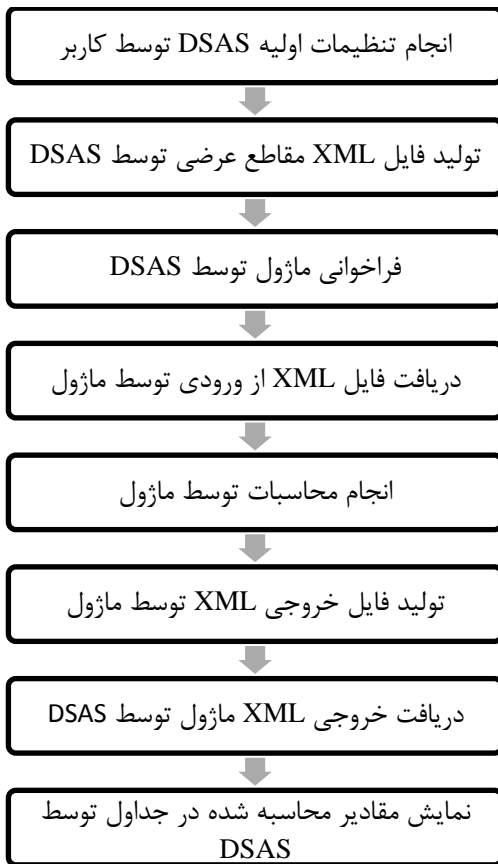 انجام تنظیمات اولیه DSAS توسط کاربر
تولید فایل XML مقاطع عرضی توسط DSAS
فراخوانی ماژول توسط DSAS
دریافت فایل XML از ورودی توسط ماژول
انجام محاسبات توسط ماژول
تولید فایل خروجی XML توسط ماژول
دریافت خروجی XML ماژول توسط DSAS
نمایش مقادیر محاسبه شده در جداول توسط
DSAS